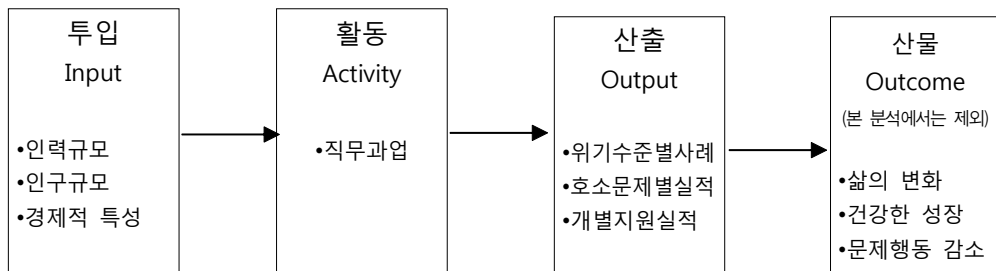 투입
Input
•인력규모
•인구규모
•경제적 특성
활동
Activity
•직무과업
산출
Output
•위기수준별사례
•호소문제별실적
•개별지원실적
산물
Outcome
(본 분석에서는 제외)
•삶의 변화
•건강한 성장
•문제행동 감소